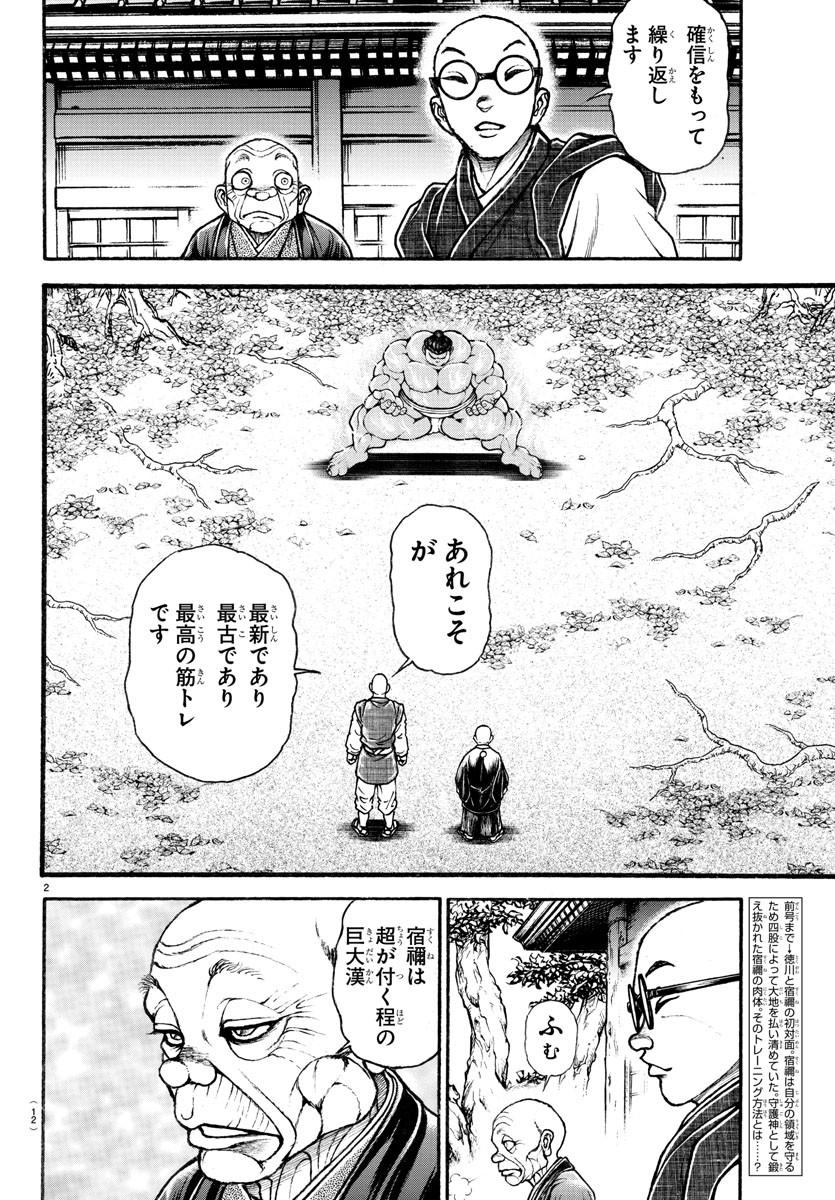 確信をもって
繰り返し
ます
あれこそ
が
最新であり
最古であり
最高の筋トレ
です
2
前号まで→徳川と宿禰の初対面。宿禰は自分の領域を守る
ため四股によって大地を払い清めていた。守護神として鍛
え抜かれた宿禰の肉体。そのトレーニング方法とは……?
ふむ
宿禰は
超が付く程の
巨大漢
(12)